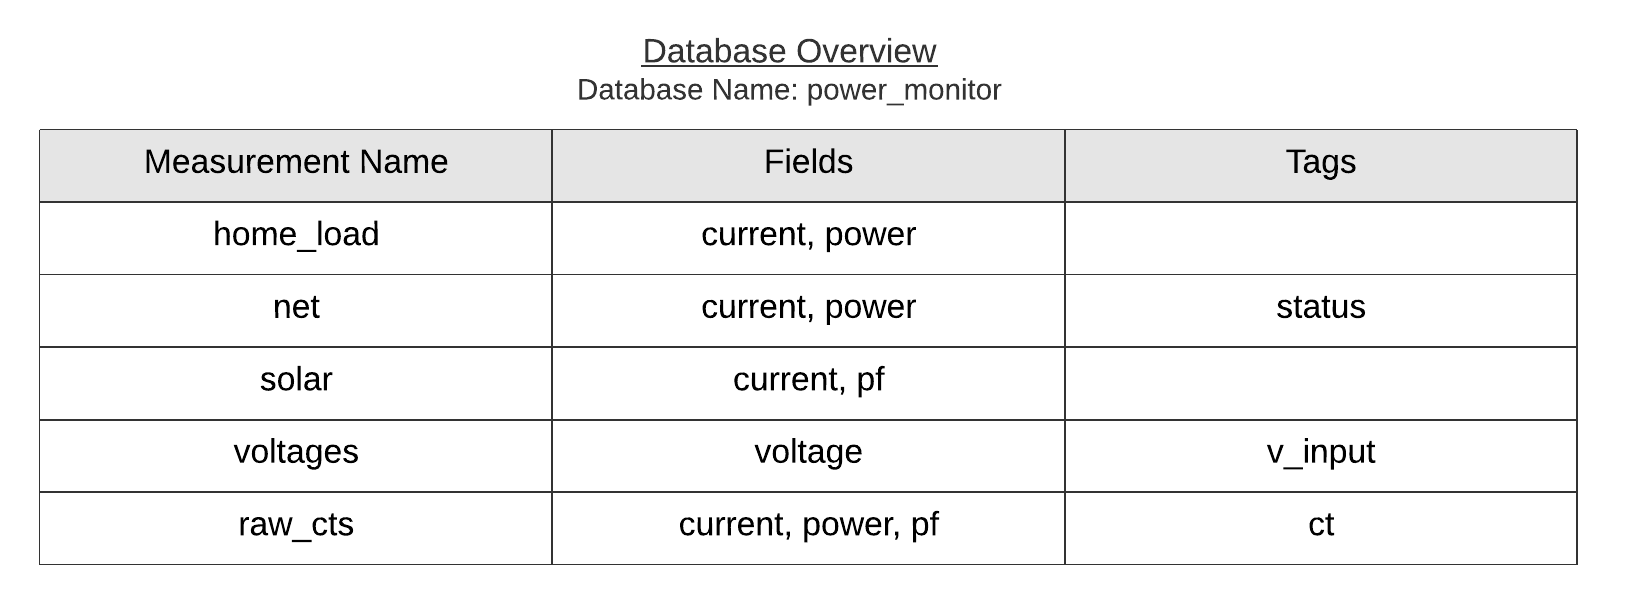 Database Overview
Database Name: power_monitor
Measurement Name Fields Tags
home_load current, power
net current, power status
solar current, pf
voltages voltage v_input
raw_cts current, power, pf ct